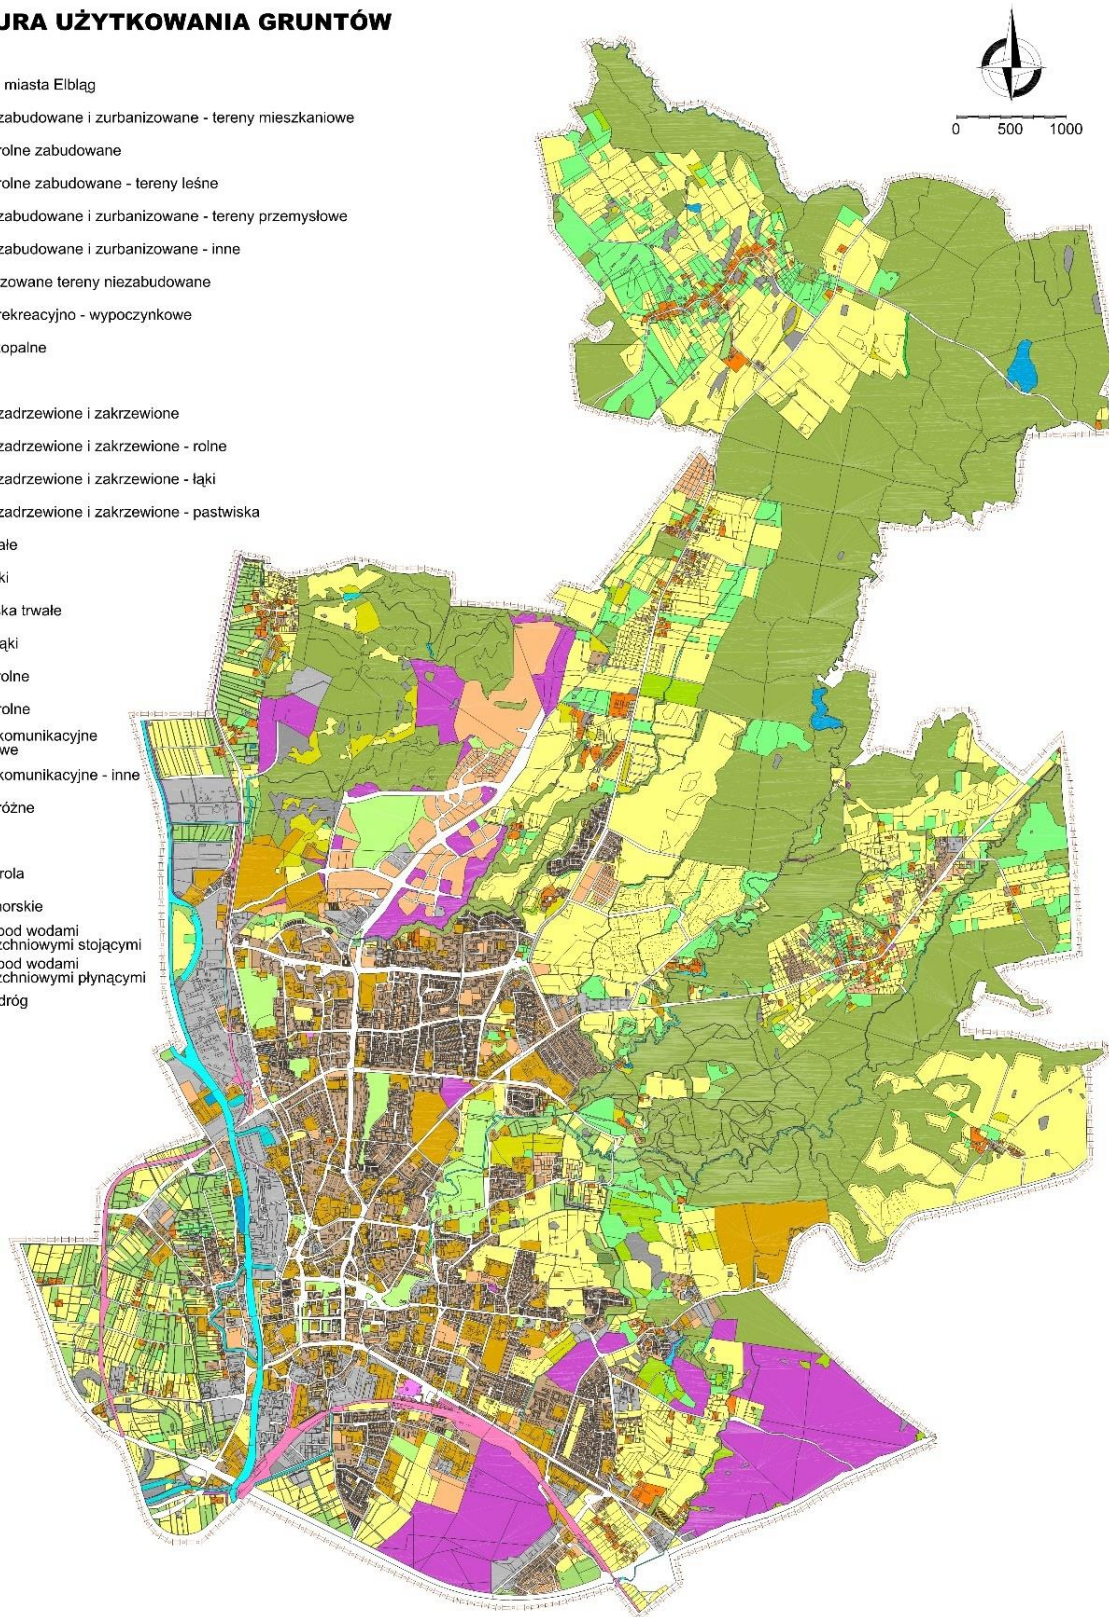 URA UŻYTKOWANIA GRUNTÓW
miasta Elbląg
zabudowane i zurbanizowane - tereny mieszkaniowe
rolne zabudowane
rolne zabudowane - tereny leśne
zabudowane i zurbanizowane - tereny przemysłowe
zabudowane i zurbanizowane - inne
zowane tereny niezabudowane
rekreacyjno - wypoczynkowe
kopalne
zadrzewione i zakrzewione
zadrzewione i zakrzewione - rolne
zadrzewione i zakrzewione - łąki
zadrzewione i zakrzewione - pastwiska
ałe
ki
ska trwałe
ąki
rolne
rolne
komunikacyjne
we
komunikacyjne - inne
różne
rola
morskie
pod wodami
zchniowymi stojącymi
pod wodami
zchniowymi płynącymi
dróg
0 500 1000